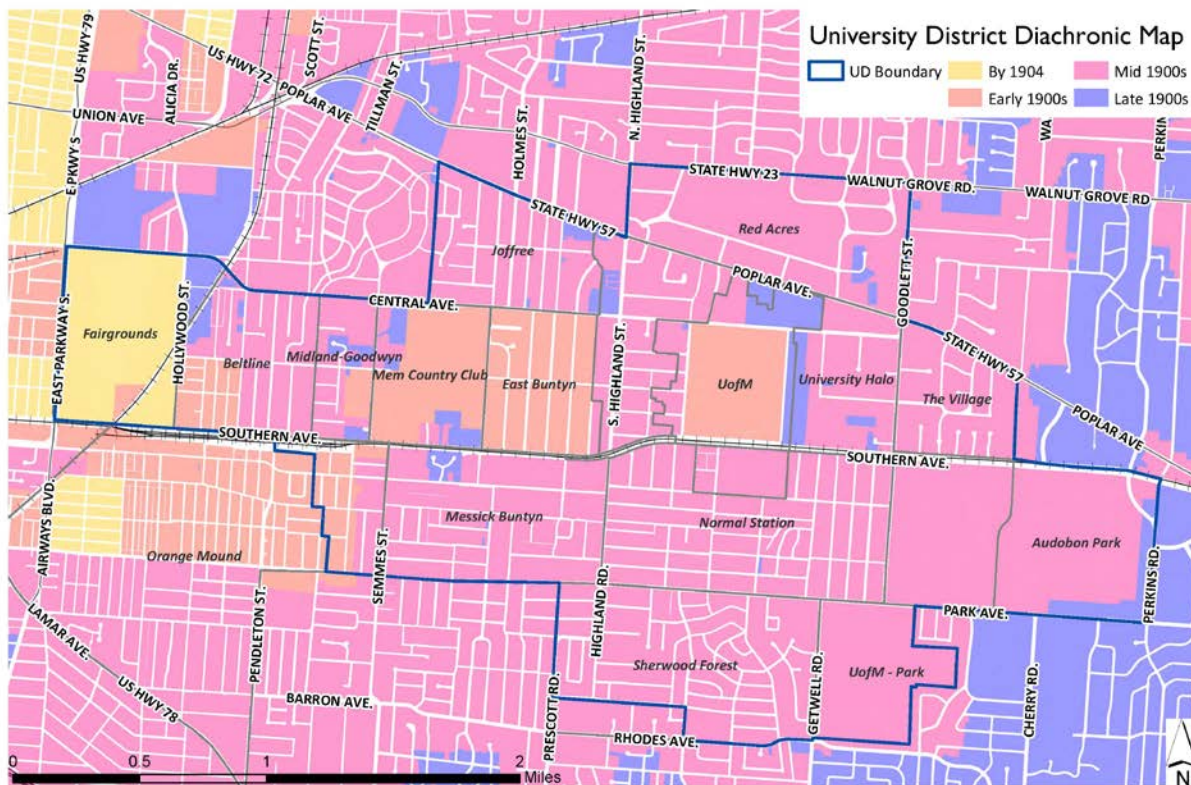 University District Diachronic Map
UD Boundary
By 1904
Mid 1900s
Early 1900s
Late 1900s
US HWY 79
ALICIA DR.
SCOTT ST.
US HWY 72 - POPLAR AVE
TILLMAN ST.
HOLMES ST.
N. HIGHLAND ST.
UNION AVE
E PKWY S
WA
PERKIN
STATE HWY 23
WALNUT GROVE RD.
WALNUT GROVE RD
STATE HWY 57
Joffree
Red Acres
GOODLETT ST.
POPLAR AVE.
CENTRAL AVE.
EAST PARKWAY S.
Fairgrounds
HOLLYWOOD ST.
Beltline
Midland-Goodwyn
Mem Country Club
East Buntyn
S. HIGHLAND ST.
UofM
University Halo
The Village
STATE HWY 57
POPLAR AVE
SOUTHERN AVE.
SOUTHERN AVE.
AIRWAYS BLVD.
Orange Mound
SEMMES ST.
Messick Buntyn
Normal Station
Audobon Park
PERKINS RD.
LAMAR AVE.
US HWY 78
PENDLETON ST.
BARRON AVE.
HIGHLAND RD.
PRESCOTT RD.
Sherwood Forest
RHODES AVE.
GETWELL RD.
UofM - Park
PARK AVE.
CHERRY RD.
0 0.5 1 2
Miles
N